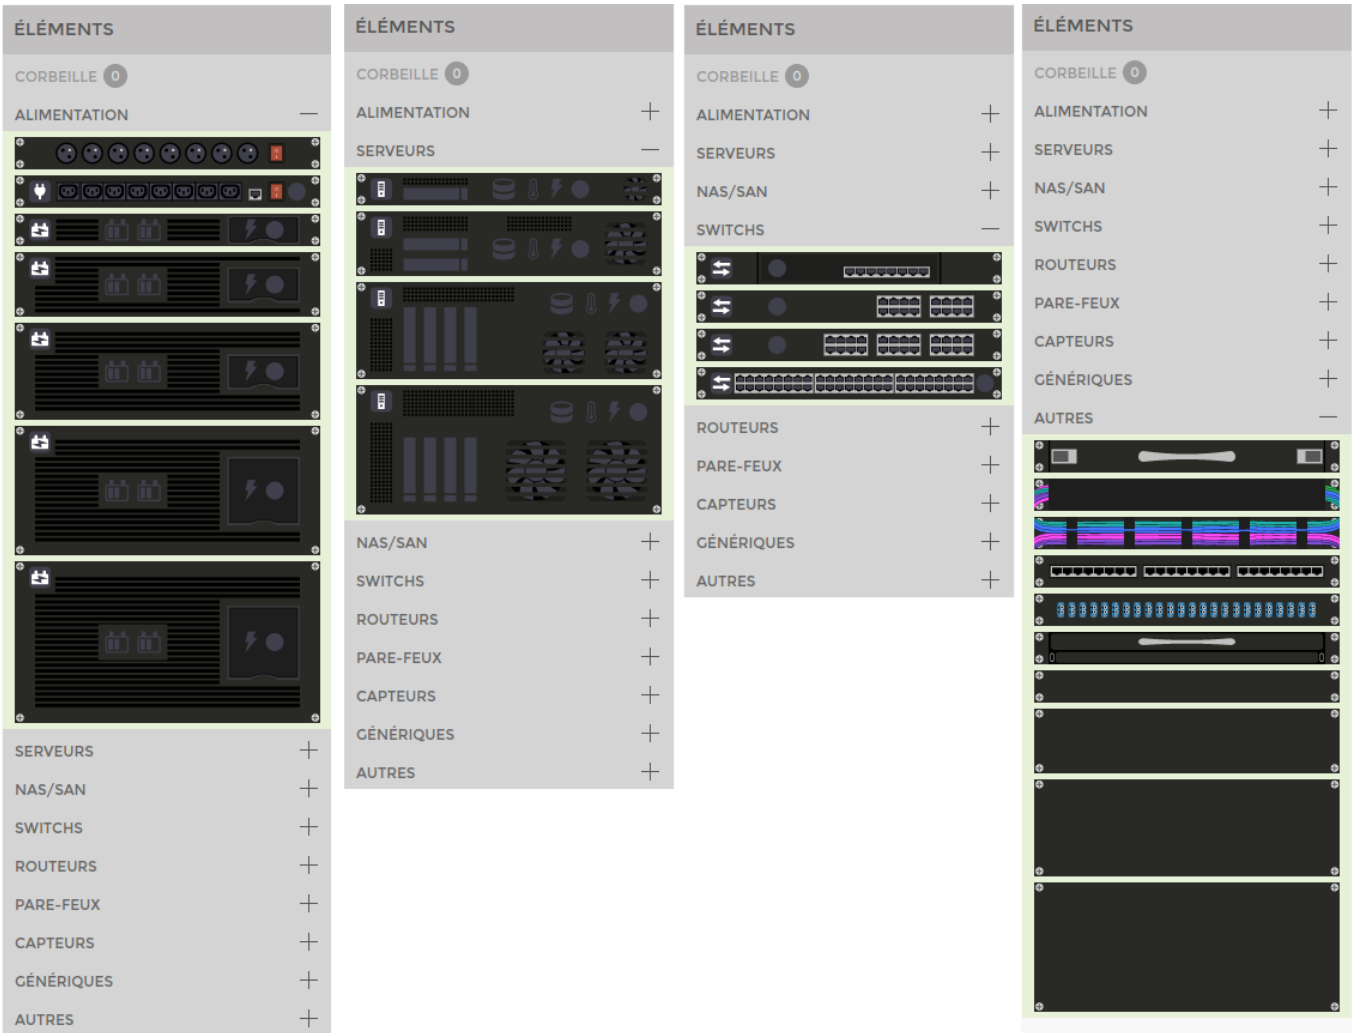 ÉLÉMENTS
CORBEILLE 0
ALIMENTATION
SERVEURS
NAS/SAN
SWITCHS
ROUTEURS
PARE-FEUX
CAPTEURS
GÉNÉRIQUES
AUTRES
ÉLÉMENTS
CORBEILLE 0
ALIMENTATION
SERVEURS
NAS/SAN
SWITCHS
ROUTEURS
PARE-FEUX
CAPTEURS
GÉNÉRIQUES
AUTRES
ÉLÉMENTS
CORBEILLE 0
ALIMENTATION
SERVEURS
NAS/SAN
SWITCHS
ROUTEURS
PARE-FEUX
CAPTEURS
GÉNÉRIQUES
AUTRES
ÉLÉMENTS
CORBEILLE 0
ALIMENTATION
SERVEURS
NAS/SAN
SWITCHS
ROUTEURS
PARE-FEUX
CAPTEURS
GÉNÉRIQUES
AUTRES